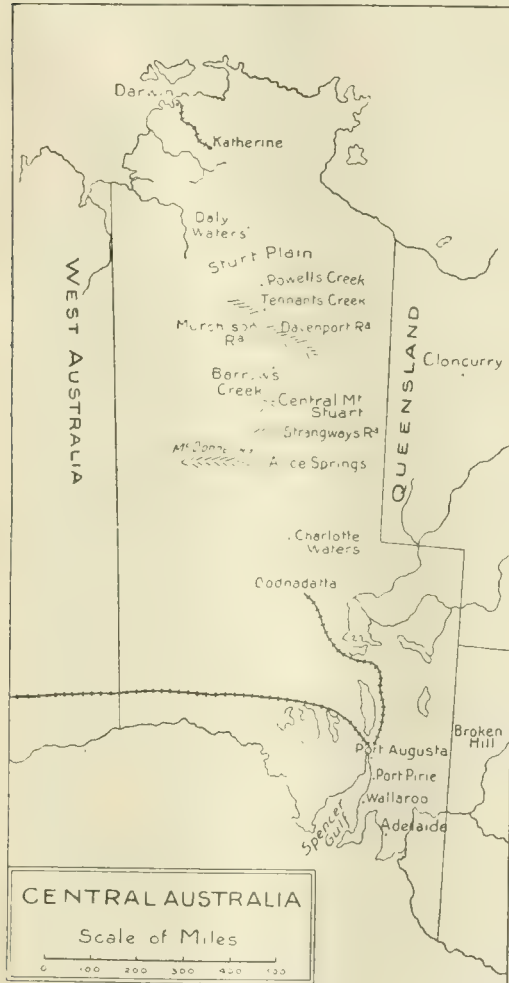 Darwin
Katherine
Daly
Waters
Sturt Plain
Powells Creek
Tennants Creek
Murchison
Ra
Davenport Ra
WEST AUSTRALIA
QUEENSLAND
Cloncurry
Barrow's
Creek
Central Mt
Stuart
Strangways Ra
Alice Springs
Charlotte
Waters
Oodnadatta
Broken
Hill
Port Augusta
Port Pirie
Wallaroo
Spencer
Gulf
Adelaide
CENTRAL AUSTRALIA
Scale of Miles
0 100 200 300 400